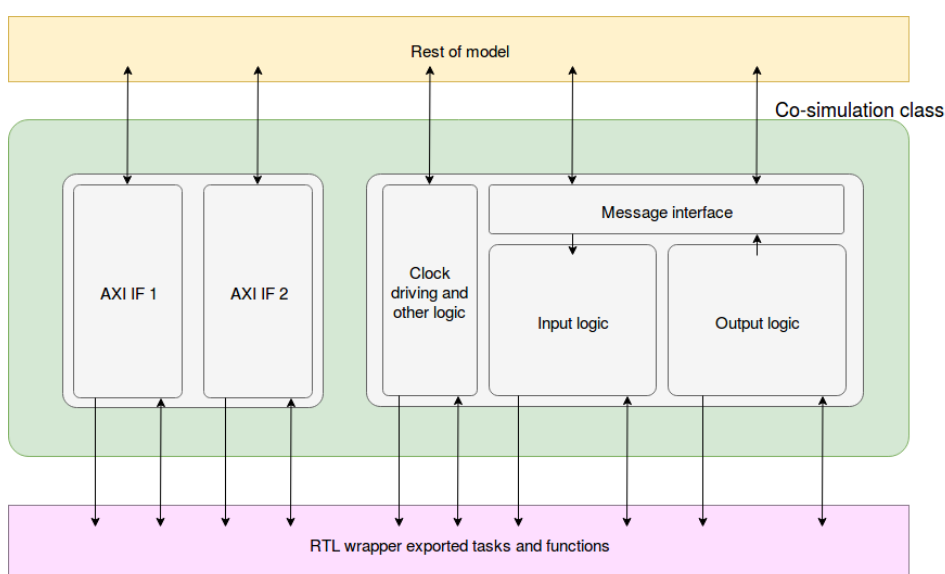 Rest of model
Co-simulation class
Message interface
AXI IF 1
AXI IF 2
Clock
driving and
other logic
Input logic
Output logic
RTL wrapper exported tasks and functions